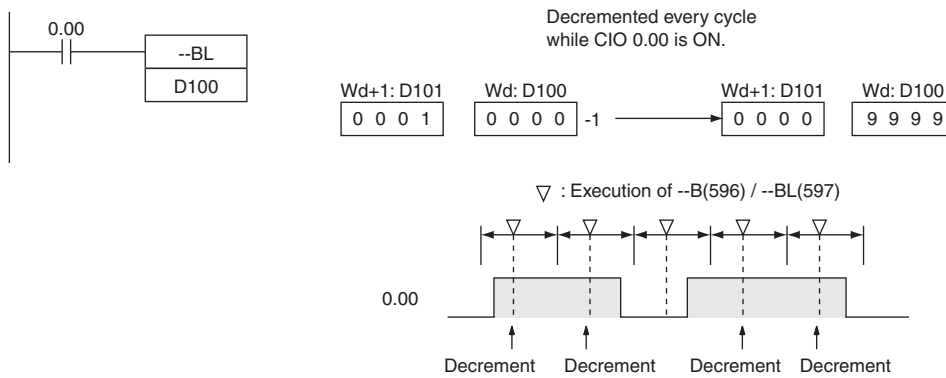 0.00
--BL
D100
Decremented every cycle
while CIO 0.00 is ON.
Wd+1: D101 Wd: D100 Wd+1: D101 Wd: D100
0 0 0 1 0 0 0 0 -1 0 0 0 0 9 9 9 9
▽ : Execution of --B(596) / --BL(597)
0.00
Decrement Decrement Decrement Decrement